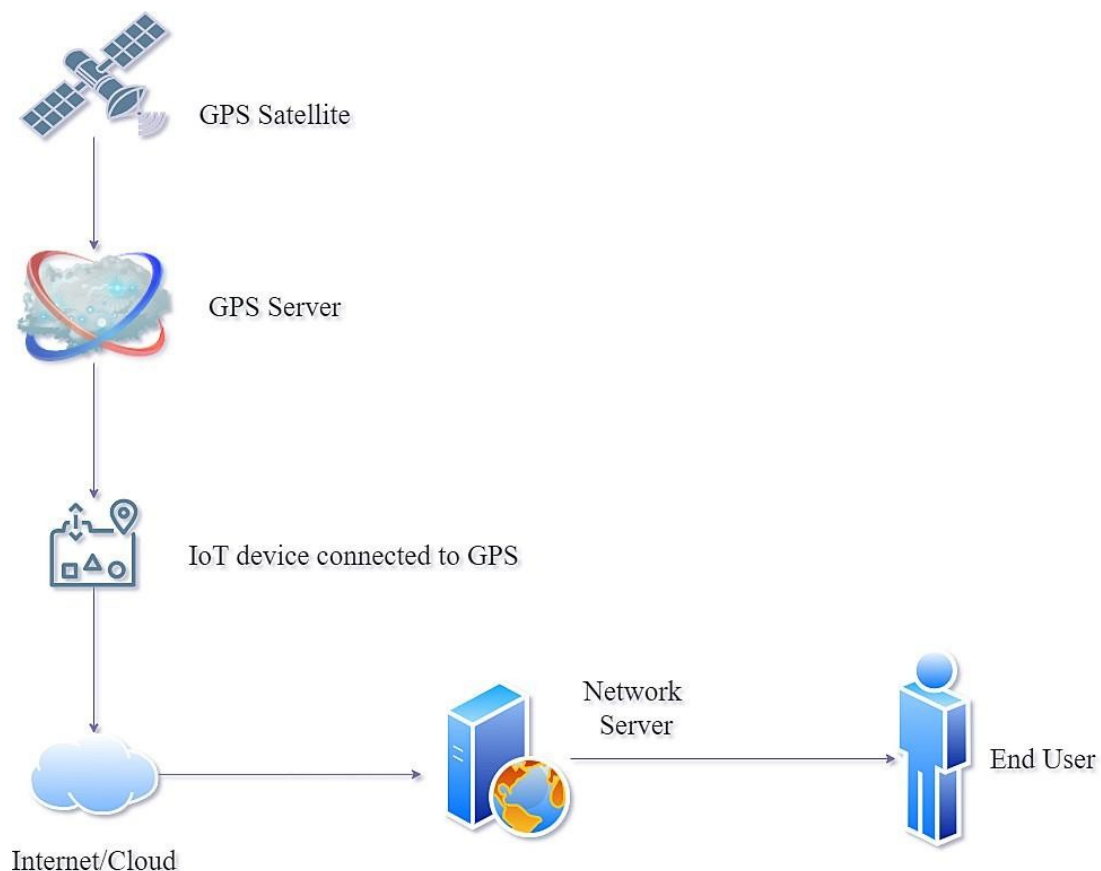 GPS Satellite
GPS Server
IoT device connected to GPS
Network
Server
End User
Internet/Cloud